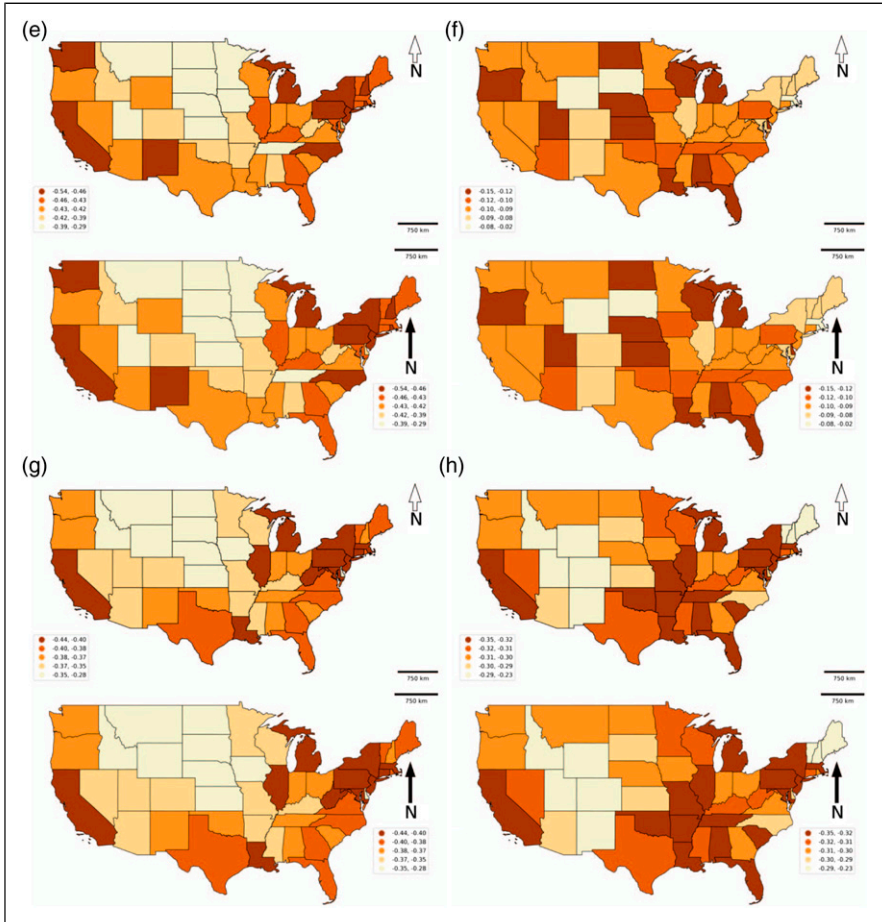 (e)
N
-0.54, -0.46
-0.46, -0.43
-0.43, -0.42
-0.42, -0.39
-0.39, -0.29
750 km
(f)
N
-0.15, -0.12
-0.12, -0.10
-0.10, -0.09
-0.09, -0.08
-0.08, -0.02
750 km
750 km
N
-0.54, -0.46
-0.46, -0.43
-0.43, -0.42
-0.42, -0.39
-0.39, -0.29
750 km
N
-0.15, -0.12
-0.12, -0.10
-0.10, -0.09
-0.09, -0.08
-0.08, -0.02
(g)
N
-0.44, -0.40
-0.40, -0.38
-0.38, -0.37
-0.37, -0.35
-0.35, -0.28
750 km
(h)
N
-0.35, -0.32
-0.32, -0.31
-0.31, -0.30
-0.30, -0.29
-0.29, -0.23
750 km
750 km
N
-0.44, -0.40
-0.40, -0.38
-0.38, -0.37
-0.37, -0.35
-0.35, -0.28
750 km
N
-0.35, -0.32
-0.32, -0.31
-0.31, -0.30
-0.30, -0.29
-0.29, -0.23